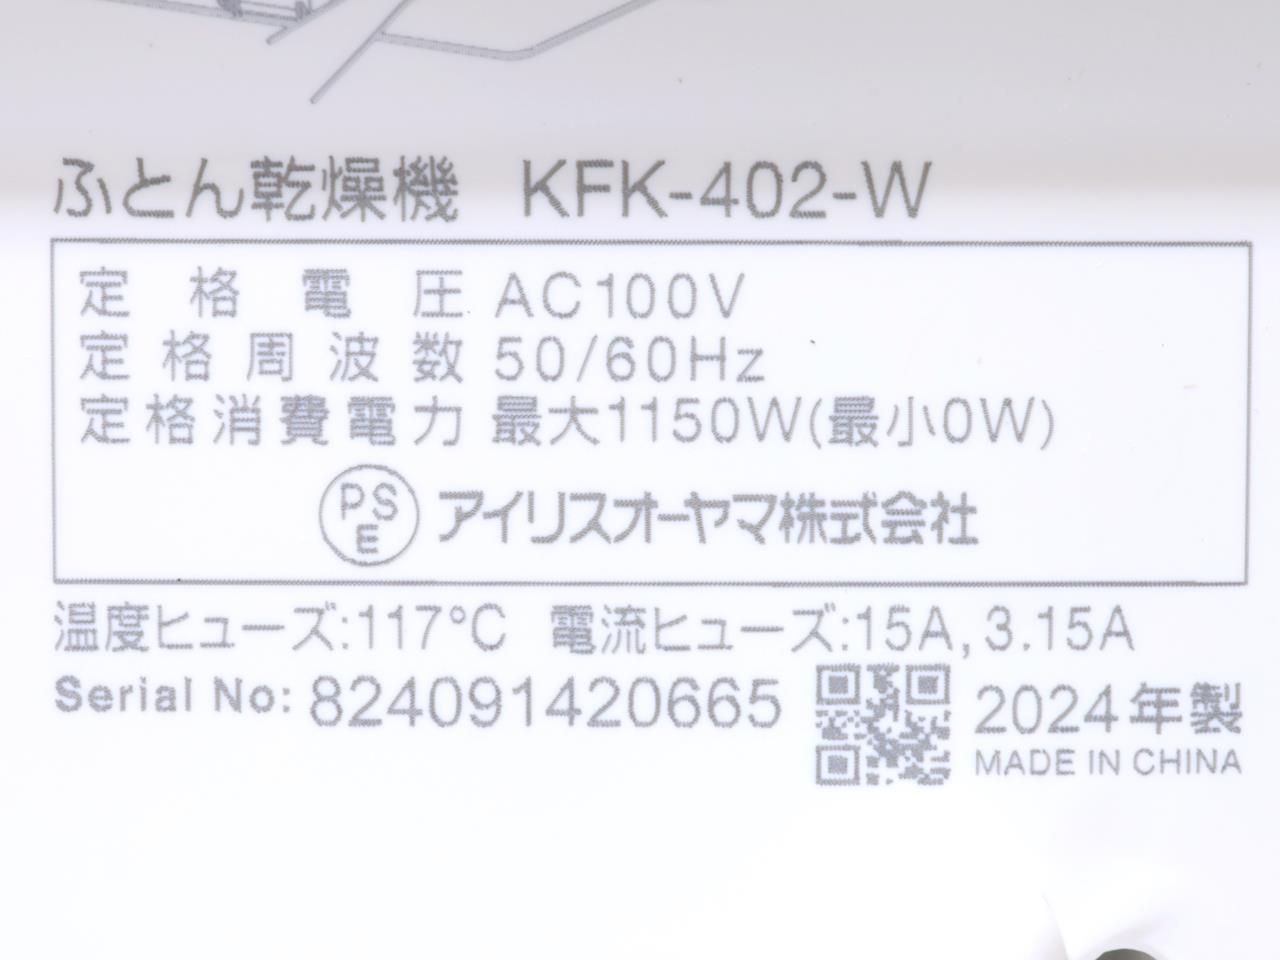 ふとん乾燥機 KFK-402-W
定格電圧 AC100V
定格周波数 50/60Hz
定格消費電力 最大1150W(最小0W)
PSE アイリスオーヤマ株式会社
温度ヒューズ:117°C 電流ヒューズ:15A, 3.15A
Serial No: 824091420665 2024年製
MADE IN CHINA